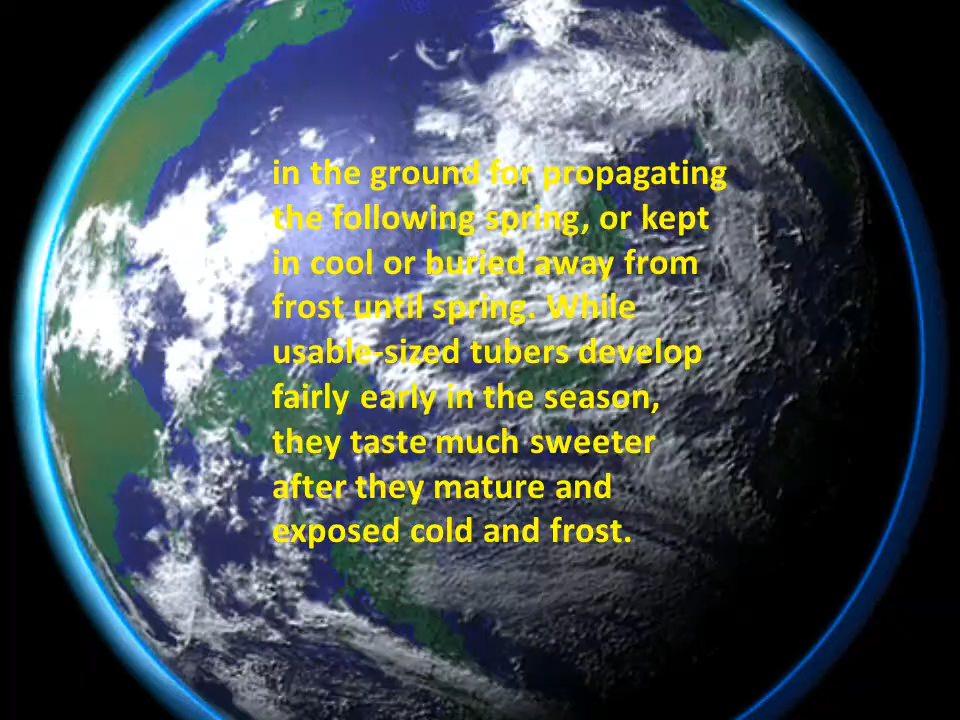 in the ground for propagating
the following spring, or kept
in cool or buried away from
frost until spring. While
usable-sized tubers develop
fairly early in the season,
they taste much sweeter
after they mature and
exposed cold and frost.